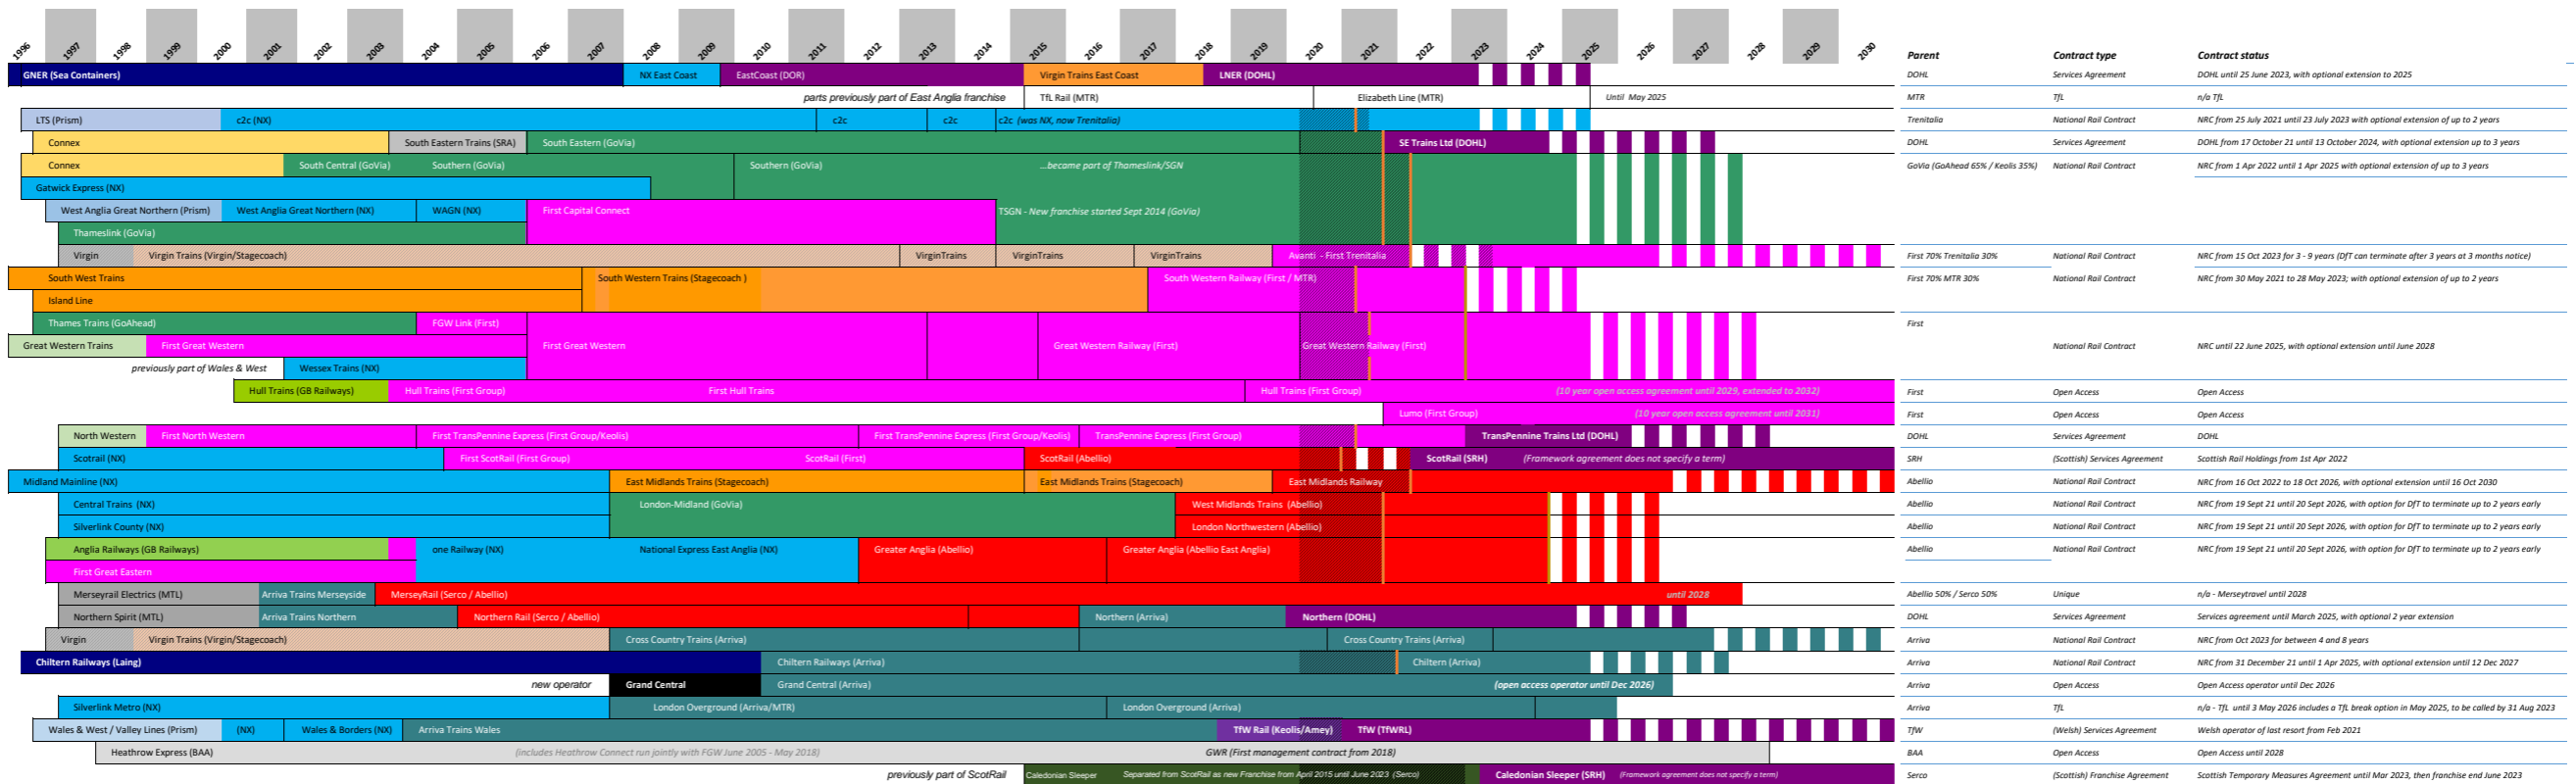 1996 1997 1998 1999 2000 2001 2002 2003 2004 2005 2006 2007 2008 2009 2010 2011 2012 2013 2014 2015 2016 2017 2018 2019 2020 2021 2022 2023 2024 2025 2026 2027 2028 2029 2030 Parent Contract type Contract status
GNER (Sea Containers) NX East Coast EastCoast (DOR) Virgin Trains East Coast LNER (DOHL) DOHL Services Agreement DOHL until 25 June 2023, with optional extension to 2025
parts previously part of East Anglia franchise TfL Rail (MTR) Elizabeth Line (MTR) Until May 2025 MTR TfL n/a TfL
LTS (Prism) c2c (NX) c2c c2c c2c (was NX, now Trenitalia) Trenitalia National Rail Contract NRC from 25 July 2021 until 23 July 2023 with optional extension of up to 2 years
Connex South Eastern Trains (SRA) South Eastern (GoVia) SE Trains Ltd (DOHL) DOHL Services Agreement DOHL from 17 October 21 until 13 October 2024, with optional extension up to 3 years
Connex South Central (GoVia) Southern (GoVia) Southern (GoVia) ...became part of Thameslink/SGN GoVia (GoAhead 65% / Keolis 35%) National Rail Contract NRC from 1 Apr 2022 until 1 Apr 2025 with optional extension of up to 3 years
Gatwick Express (NX)
West Anglia Great Northern (Prism) West Anglia Great Northern (NX) WAGN (NX) First Capital Connect TSGN - New franchise started Sept 2014 (GoVia)
Thameslink (GoVia)
Virgin Virgin Trains (Virgin/Stagecoach) VirginTrains VirginTrains VirginTrains Avanti - First Trenitalia First 70% Trenitalia 30% National Rail Contract NRC from 15 Oct 2023 for 3 - 9 years (DfT can terminate after 3 years at 3 months notice)
South West Trains South Western Trains (Stagecoach ) South Western Railway (First / MTR) First 70% MTR 30% National Rail Contract NRC from 30 May 2021 to 28 May 2023; with optional extension of up to 2 years
Island Line
Thames Trains (GoAhead) FGW Link (First) First
Great Western Trains First Great Western First Great Western Great Western Railway (First) Great Western Railway (First) National Rail Contract NRC until 22 June 2025, with optional extension until June 2028
previously part of Wales & West Wessex Trains (NX)
Hull Trains (GB Railways) Hull Trains (First Group) First Hull Trains Hull Trains (First Group) (10 year open access agreement until 2029, extended to 2032) First Open Access Open Access
Lumo (First Group) (10 year open access agreement until 2031) First Open Access Open Access
North Western First North Western First TransPennine Express (First Group/Keolis) First TransPennine Express (First Group/Keolis) TransPennine Express (First Group) TransPennine Trains Ltd (DOHL) DOHL Services Agreement DOHL
Scotrail (NX) First ScotRail (First Group) ScotRail (First) ScotRail (Abellio) ScotRail (SRH) (Framework agreement does not specify a term) SRH (Scottish) Services Agreement Scottish Rail Holdings from 1st Apr 2022
Midland Mainline (NX) East Midlands Trains (Stagecoach) East Midlands Trains (Stagecoach) East Midlands Railway Abellio National Rail Contract NRC from 16 Oct 2022 to 18 Oct 2026, with optional extension until 16 Oct 2030
Central Trains (NX) London-Midland (GoVia) West Midlands Trains (Abellio) Abellio National Rail Contract NRC from 19 Sept 21 until 20 Sept 2026, with option for DfT to terminate up to 2 years early
Silverlink County (NX) London Northwestern (Abellio) Abellio National Rail Contract NRC from 19 Sept 21 until 20 Sept 2026, with option for DfT to terminate up to 2 years early
Anglia Railways (GB Railways) one Railway (NX) National Express East Anglia (NX) Greater Anglia (Abellio) Greater Anglia (Abellio East Anglia) Abellio National Rail Contract NRC from 19 Sept 21 until 20 Sept 2026, with option for DfT to terminate up to 2 years early
First Great Eastern
Merseyrail Electrics (MTL) Arriva Trains Merseyside MerseyRail (Serco / Abellio) until 2028 Abellio 50% / Serco 50% Unique n/a - Merseytravel until 2028
Northern Spirit (MTL) Arriva Trains Northern Northern Rail (Serco / Abellio) Northern (Arriva) Northern (DOHL) DOHL Services Agreement Services agreement until March 2025, with optional 2 year extension
Virgin Virgin Trains (Virgin/Stagecoach) Cross Country Trains (Arriva) Cross Country Trains (Arriva) Arriva National Rail Contract NRC from Oct 2023 for between 4 and 8 years
Chiltern Railways (Laing) Chiltern Railways (Arriva) Chiltern (Arriva) Arriva National Rail Contract NRC from 31 December 21 until 1 Apr 2025, with optional extension until 12 Dec 2027
new operator Grand Central Grand Central (Arriva) (open access operator until Dec 2026) Arriva Open Access Open Access operator until Dec 2026
Silverlink Metro (NX) London Overground (Arriva/MTR) London Overground (Arriva) Arriva TfL n/a - TfL until 3 May 2026 includes a TfL break option in May 2025, to be called by 31 Aug 2023
Wales & West / Valley Lines (Prism) (NX) Wales & Borders (NX) Arriva Trains Wales TfW Rail (Keolis/Amey) TfW (TfWRL) TfW (Welsh) Services Agreement Welsh operator of last resort from Feb 2021
Heathrow Express (BAA) (includes Heathrow Connect run jointly with FGW June 2005 - May 2018) GWR (First management contract from 2018) BAA Open Access Open Access until 2028
previously part of ScotRail Caledonian Sleeper Separated from ScotRail as new Franchise from April 2015 until June 2023 (Serco) Caledonian Sleeper (SRH) (Framework agreement does not specify a term) Serco (Scottish) Franchise Agreement Scottish Temporary Measures Agreement until Mar 2023, then franchise end June 2023